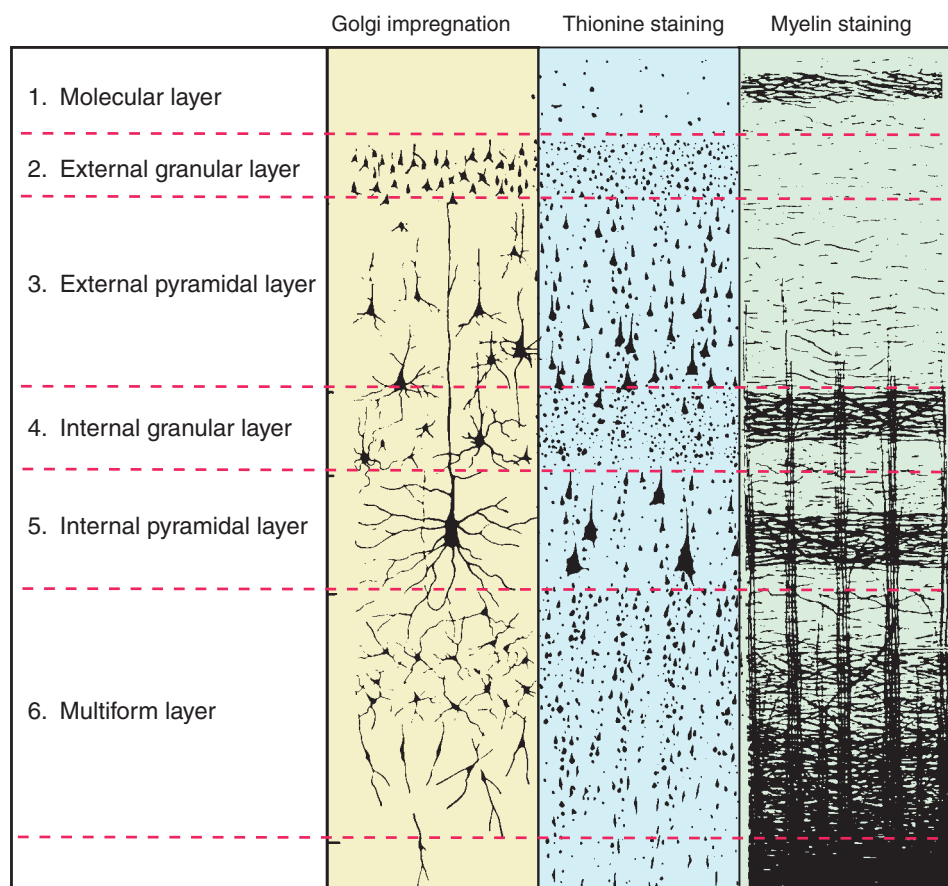 Golgi impregnation Thionine staining Myelin staining
1. Molecular layer
2. External granular layer
3. External pyramidal layer
4. Internal granular layer
5. Internal pyramidal layer
6. Multiform layer